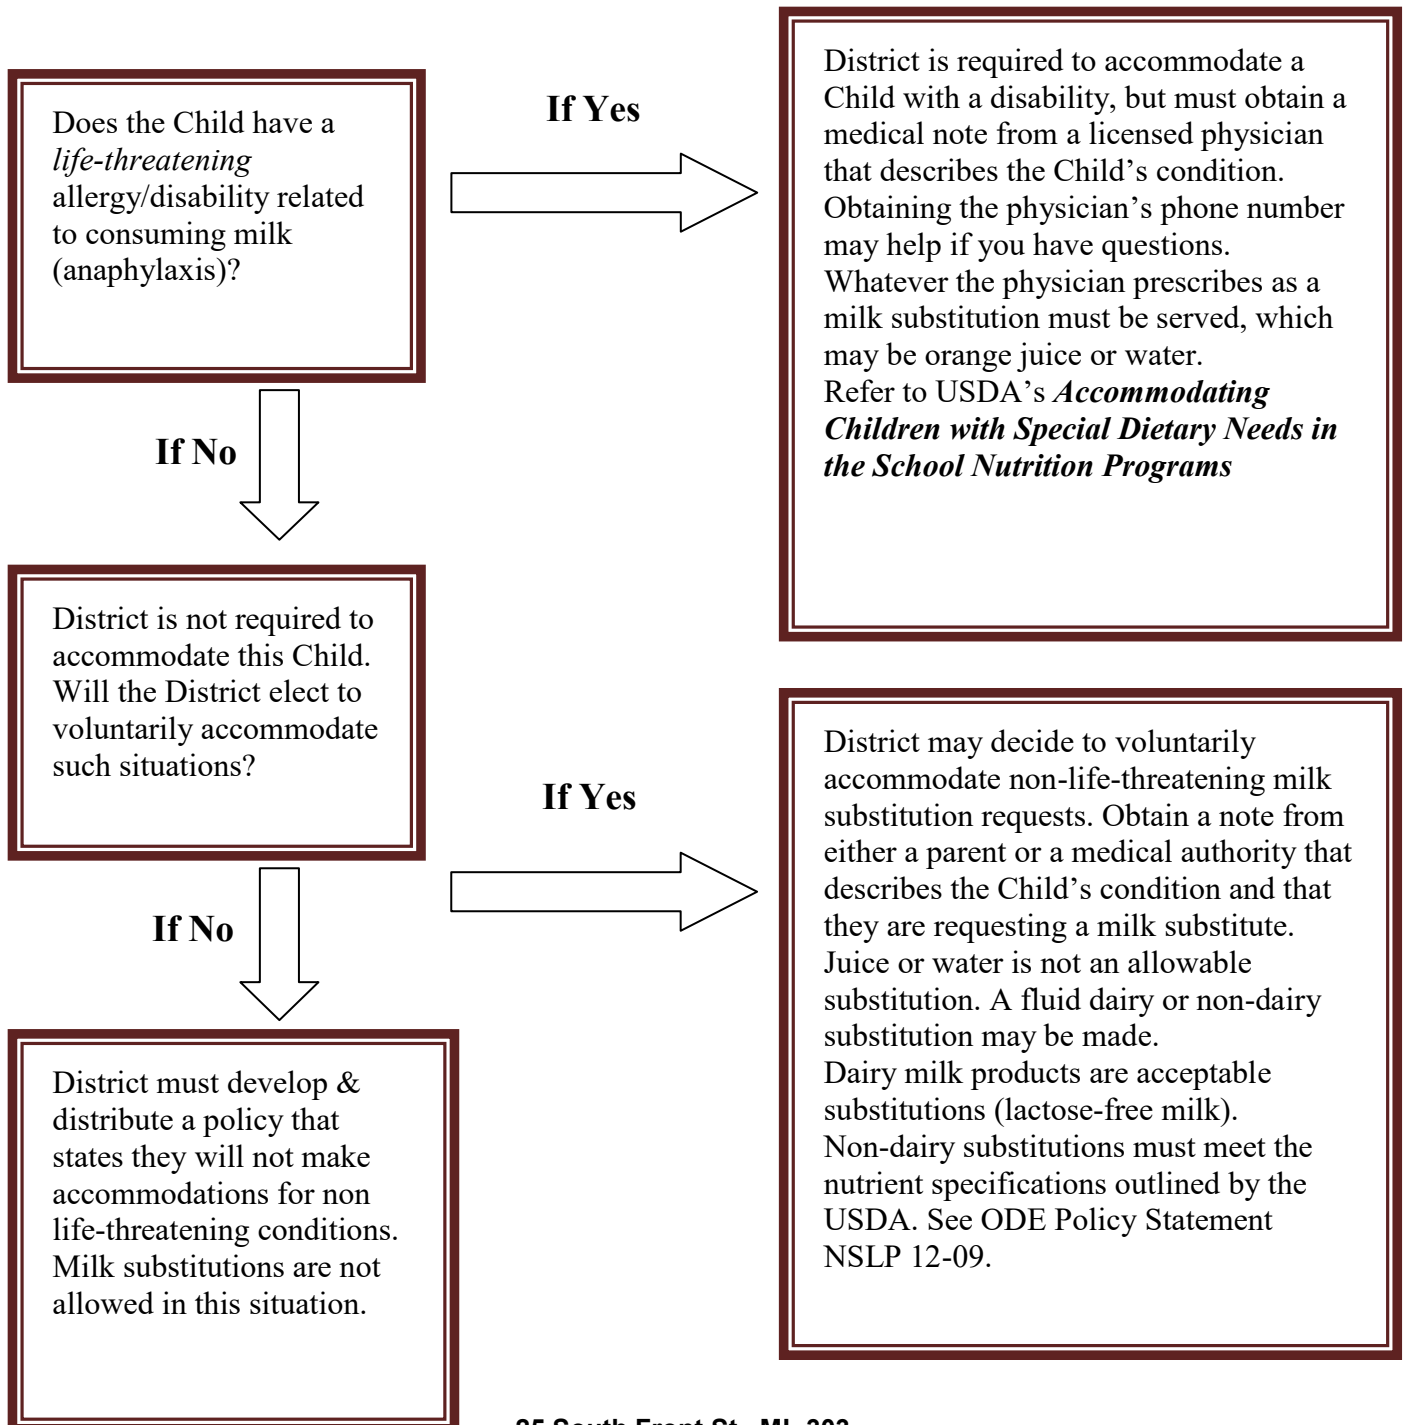 Does the Child have a
life-threatening
allergy/disability related
to consuming milk
(anaphylaxis)?
If Yes
District is required to accommodate a
Child with a disability, but must obtain a
medical note from a licensed physician
that describes the Child’s condition.
Obtaining the physician’s phone number
may help if you have questions.
Whatever the physician prescribes as a
milk substitution must be served, which
may be orange juice or water.
Refer to USDA’s Accommodating
Children with Special Dietary Needs in
the School Nutrition Programs
If No
District is not required to
accommodate this Child.
Will the District elect to
voluntarily accommodate
such situations?
If Yes
District may decide to voluntarily
accommodate non-life-threatening milk
substitution requests. Obtain a note from
either a parent or a medical authority that
describes the Child’s condition and that
they are requesting a milk substitute.
Juice or water is not an allowable
substitution. A fluid dairy or non-dairy
substitution may be made.
Dairy milk products are acceptable
substitutions (lactose-free milk).
Non-dairy substitutions must meet the
nutrient specifications outlined by the
USDA. See ODE Policy Statement
NSLP 12-09.
If No
District must develop &
distribute a policy that
states they will not make
accommodations for non
life-threatening conditions.
Milk substitutions are not
allowed in this situation.
25 South Front St., ML 303